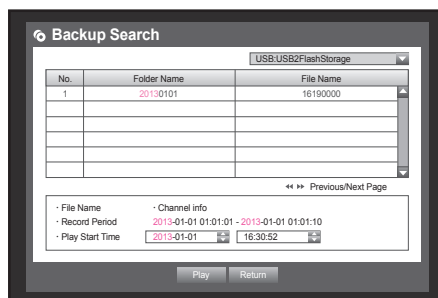 Backup Search
USB:USB2FlashStorage
No. Folder Name File Name
1 20130101 16190000
Previous/Next Page
· File Name · Channel info
· Record Period 2013-01-01 01:01:01 - 2013-01-01 01:01:10
· Play Start Time 2013-01-01 16:30:52
Play Return